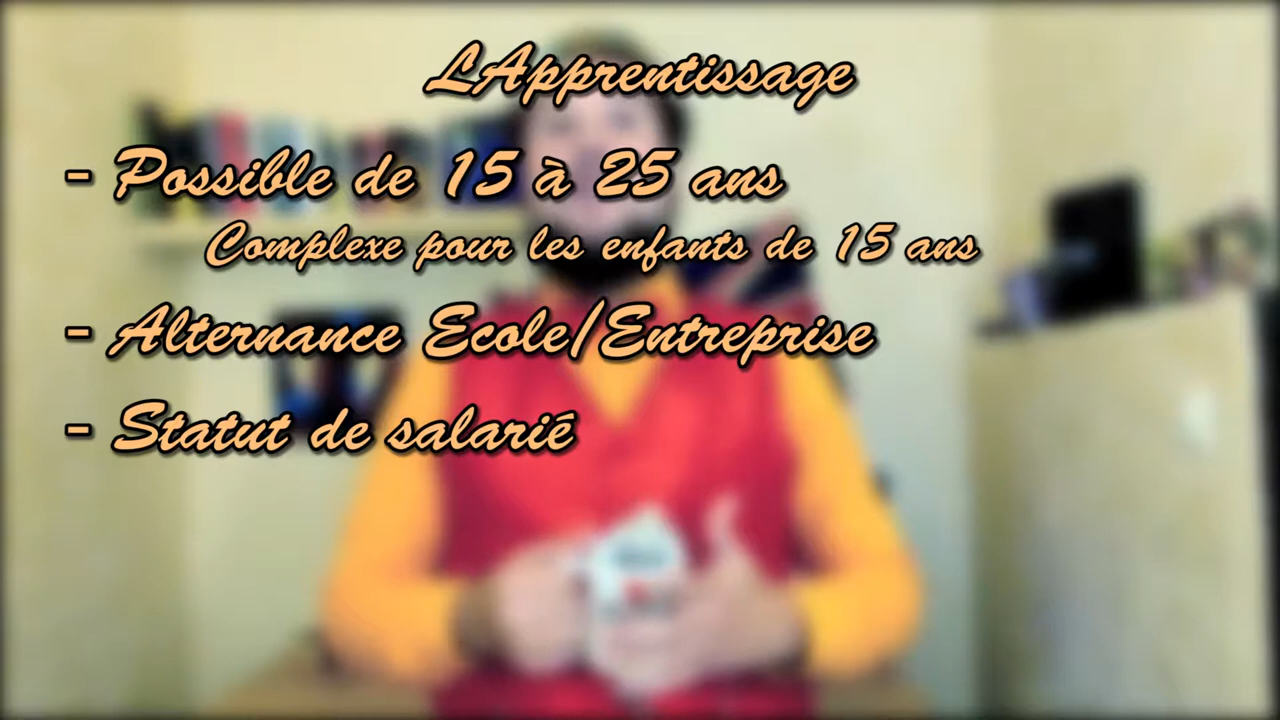 LApprentissage
- Possible de 15 à 25 ans
Complexe pour les enfants de 15 ans
- Alternance Ecole/Entreprise
- Statut de salarié